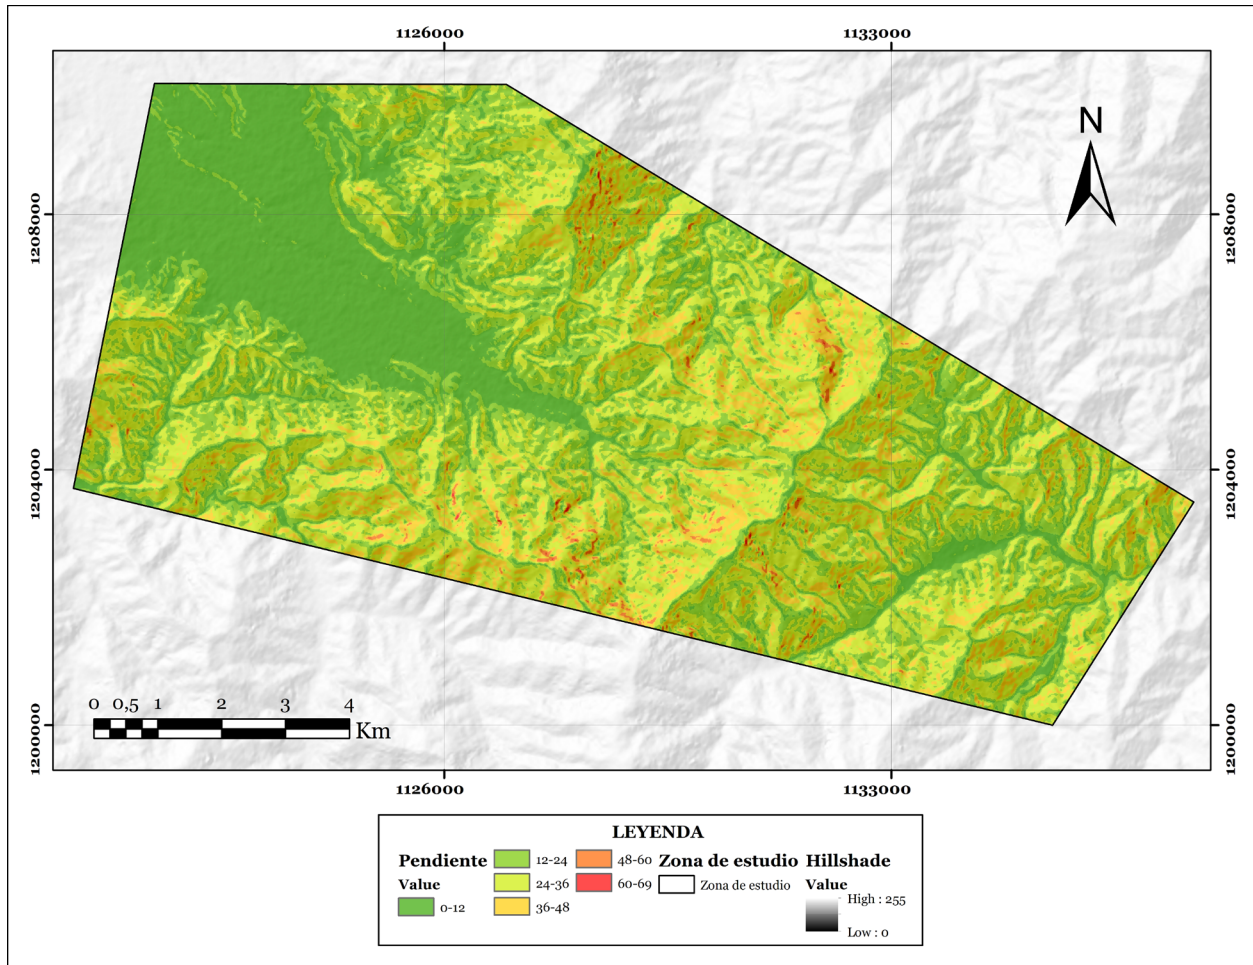 1126000 1133000
N
1208000 1208000
1204000 1204000
0 0,5 1 2 3 4
Km
1200000 1200000
1126000 1133000
LEYENDA
Pendiente 12-24 48-60 Zona de estudio Hillshade
Value 24-36 60-69 Zona de estudio Value
0-12 36-48 High : 255
Low : 0